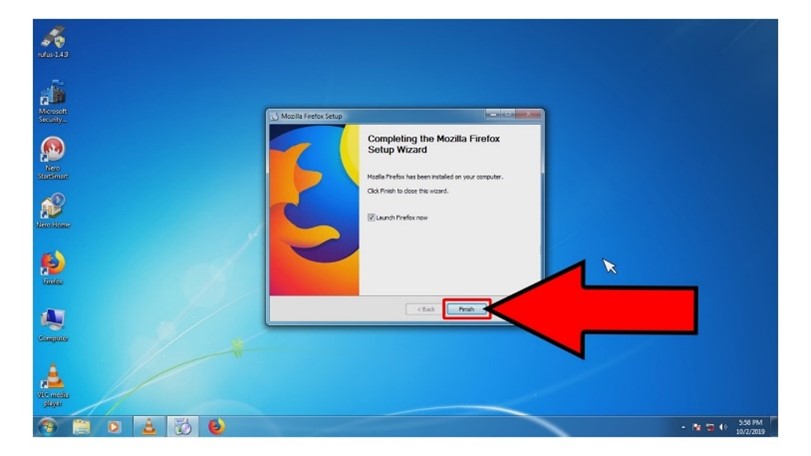 rufus-1.4.3
Microsoft
Security...
Nero
StartSmart
Nero Home
Firefox
Computer
VLC media
player
Mozilla Firefox Setup
Completing the Mozilla Firefox
Setup Wizard
Mozilla Firefox has been installed on your computer.
Click Finish to close this wizard.
Launch Firefox now
< Back
Finish
5:58 PM
10/2/2019